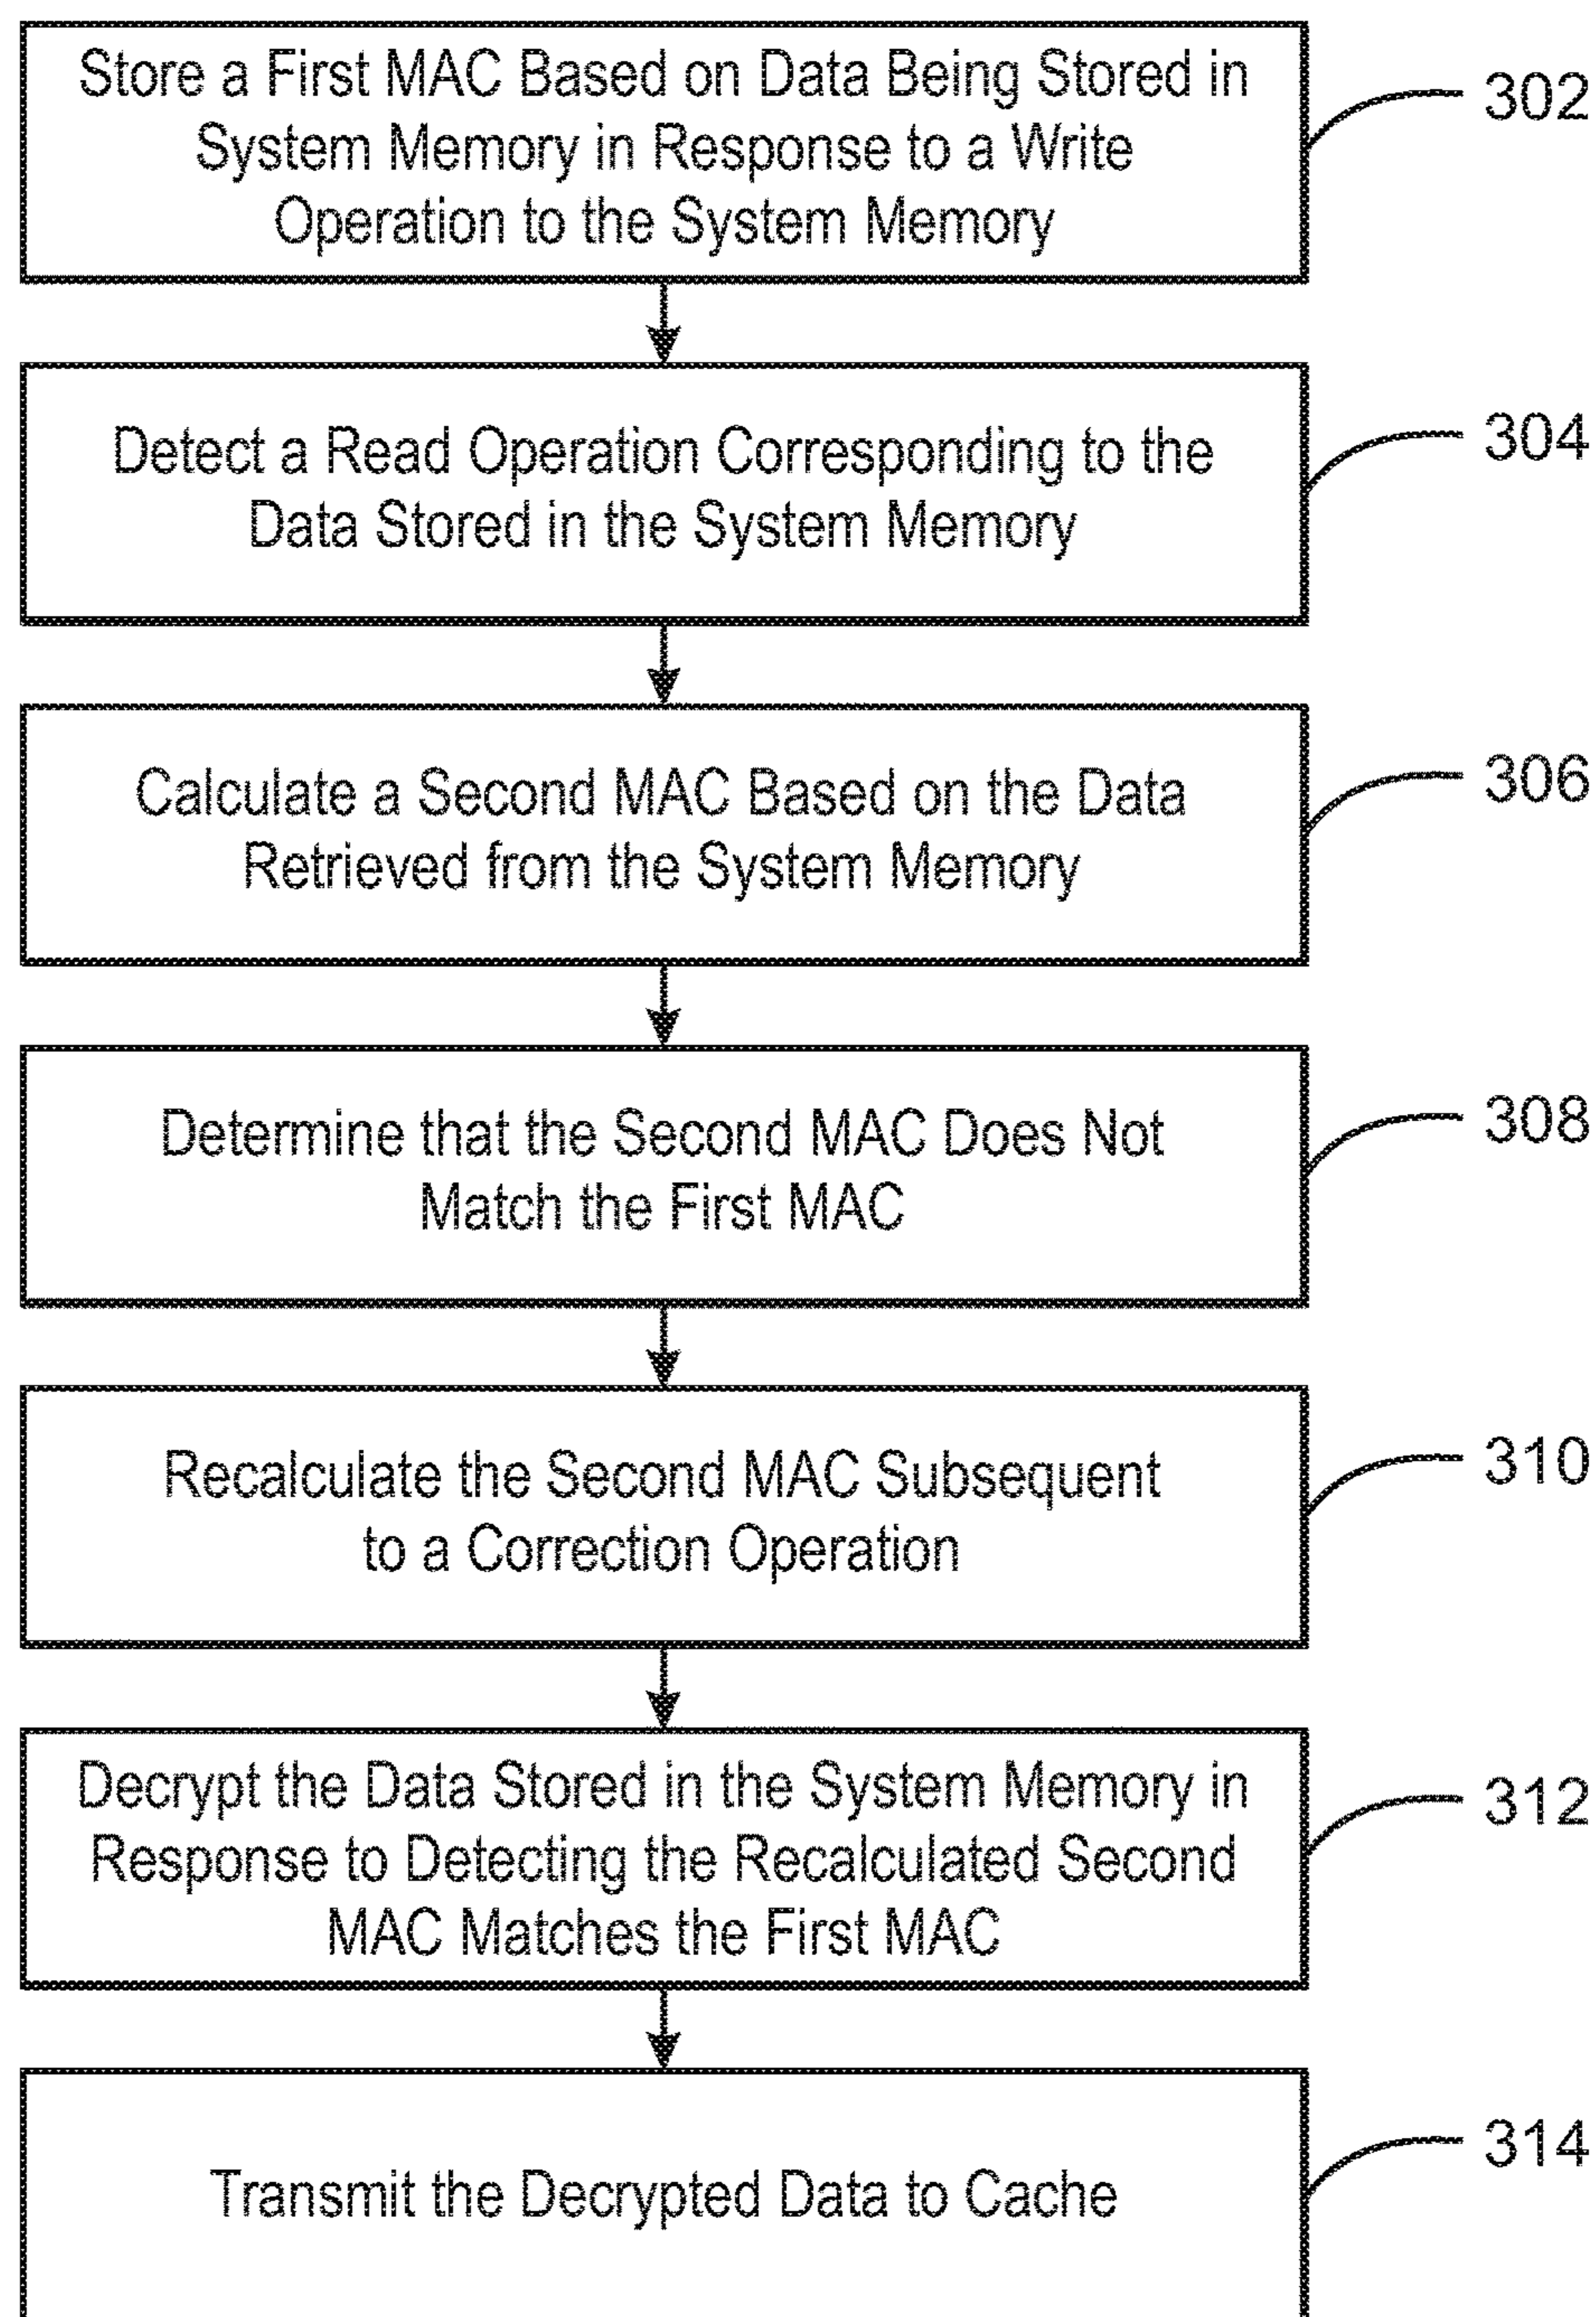 Store a First MAC Based on Data Being Stored in
System Memory in Response to a Write
Operation to the System Memory
302
Detect a Read Operation Corresponding to the
Data Stored in the System Memory
304
Calculate a Second MAC Based on the Data
Retrieved from the System Memory
306
Determine that the Second MAC Does Not
Match the First MAC
308
Recalculate the Second MAC Subsequent
to a Correction Operation
310
Decrypt the Data Stored in the System Memory in
Response to Detecting the Recalculated Second
MAC Matches the First MAC
312
Transmit the Decrypted Data to Cache
314